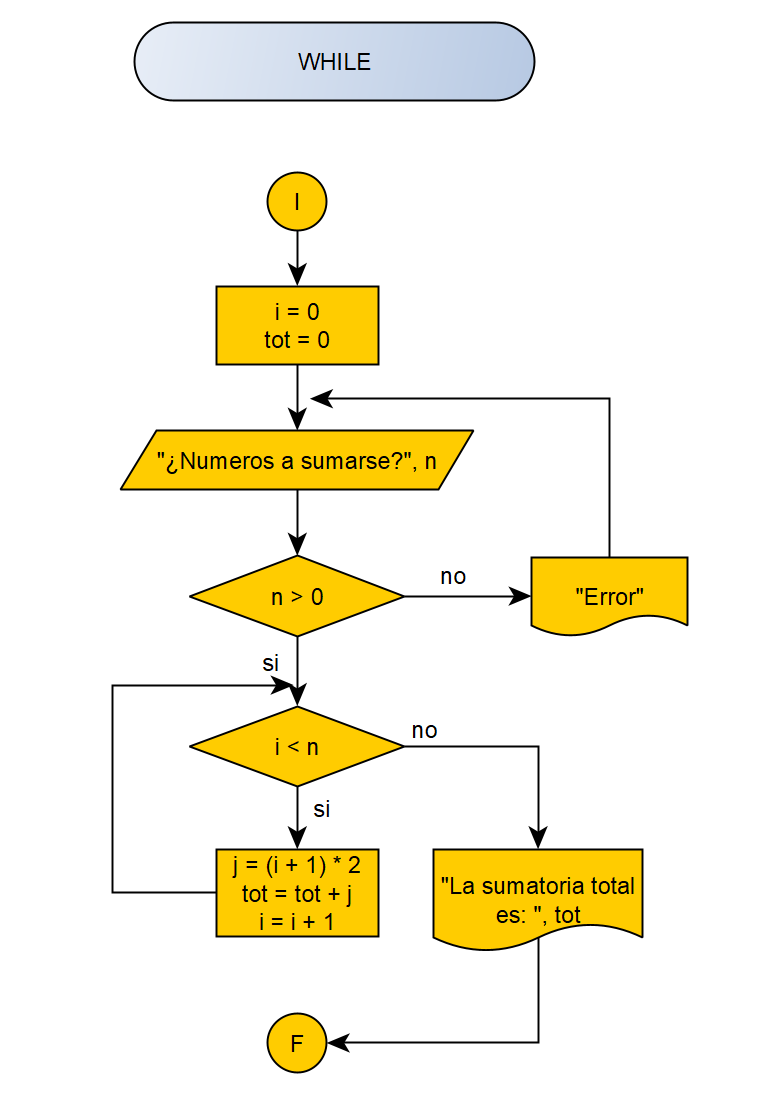 WHILE
I
i = 0
tot = 0
"¿Numeros a sumarse?", n
n > 0
no
"Error"
si
i < n
no
si
j = (i + 1) * 2
tot = tot + j
i = i + 1
"La sumatoria total
es: ", tot
F